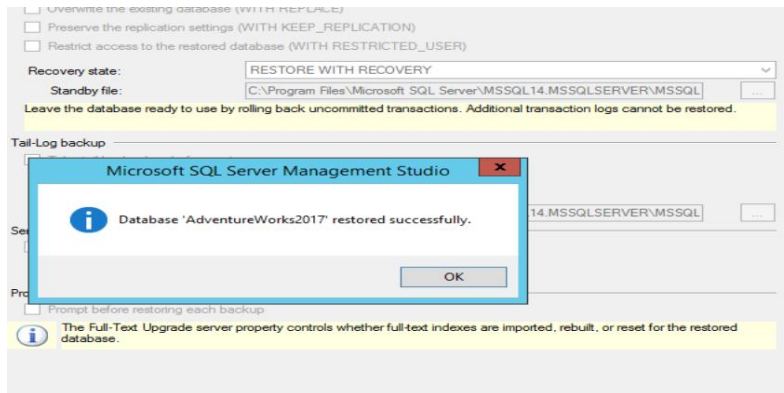 Overwrite the existing database (WITH REPLACE)
Preserve the replication settings (WITH KEEP_REPLICATION)
Restrict access to the restored database (WITH RESTRICTED_USER)
Recovery state:
RESTORE WITH RECOVERY
Standby file:
C:\Program Files\Microsoft SQL Server\MSSQL14.MSSQLSERVER\MSSQL
...
Leave the database ready to use by rolling back uncommitted transactions. Additional transaction logs cannot be restored.
Tail-Log backup
Microsoft SQL Server Management Studio
x
Database 'AdventureWorks2017' restored successfully.
14.MSSQLSERVER\MSSQL
...
Ser
OK
Pro
Prompt before restoring each backup
The Full-Text Upgrade server property controls whether full-text indexes are imported, rebuilt, or reset for the restored
database.